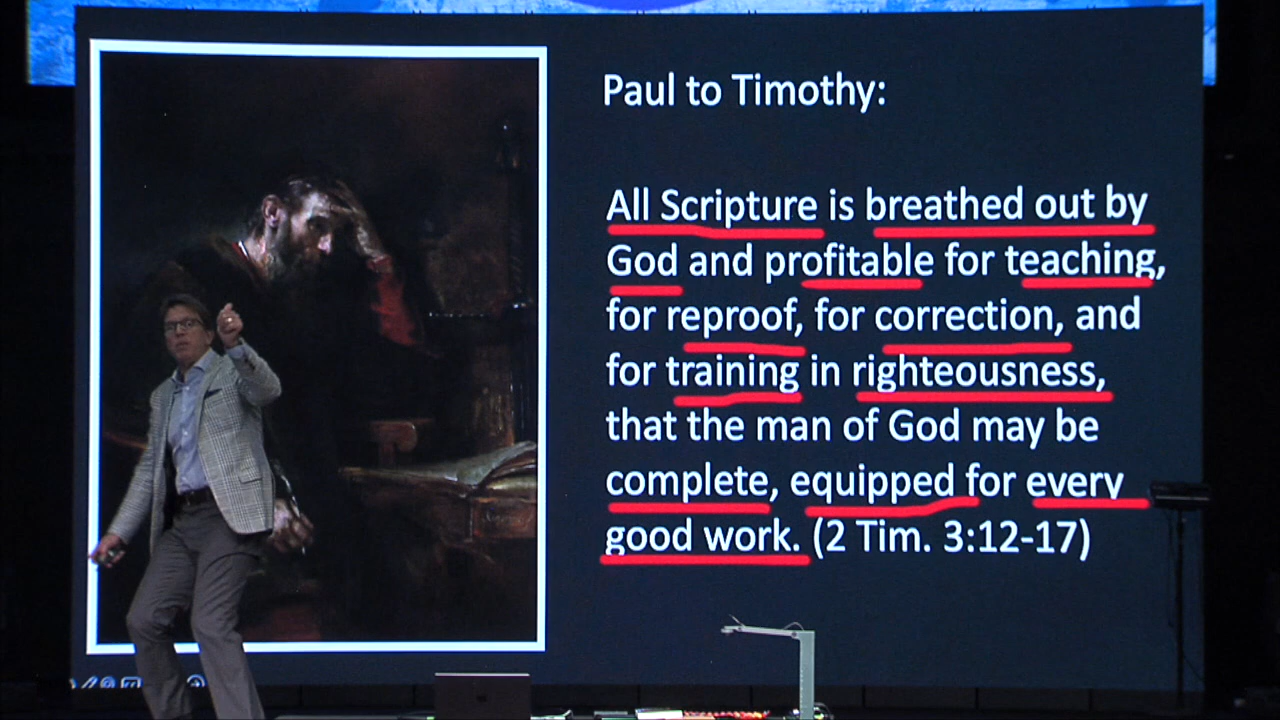 Paul to Timothy:
All Scripture is breathed out by
God and profitable for teaching,
for reproof, for correction, and
for training in righteousness,
that the man of God may be
complete, equipped for every
good work. (2 Tim. 3:12-17)